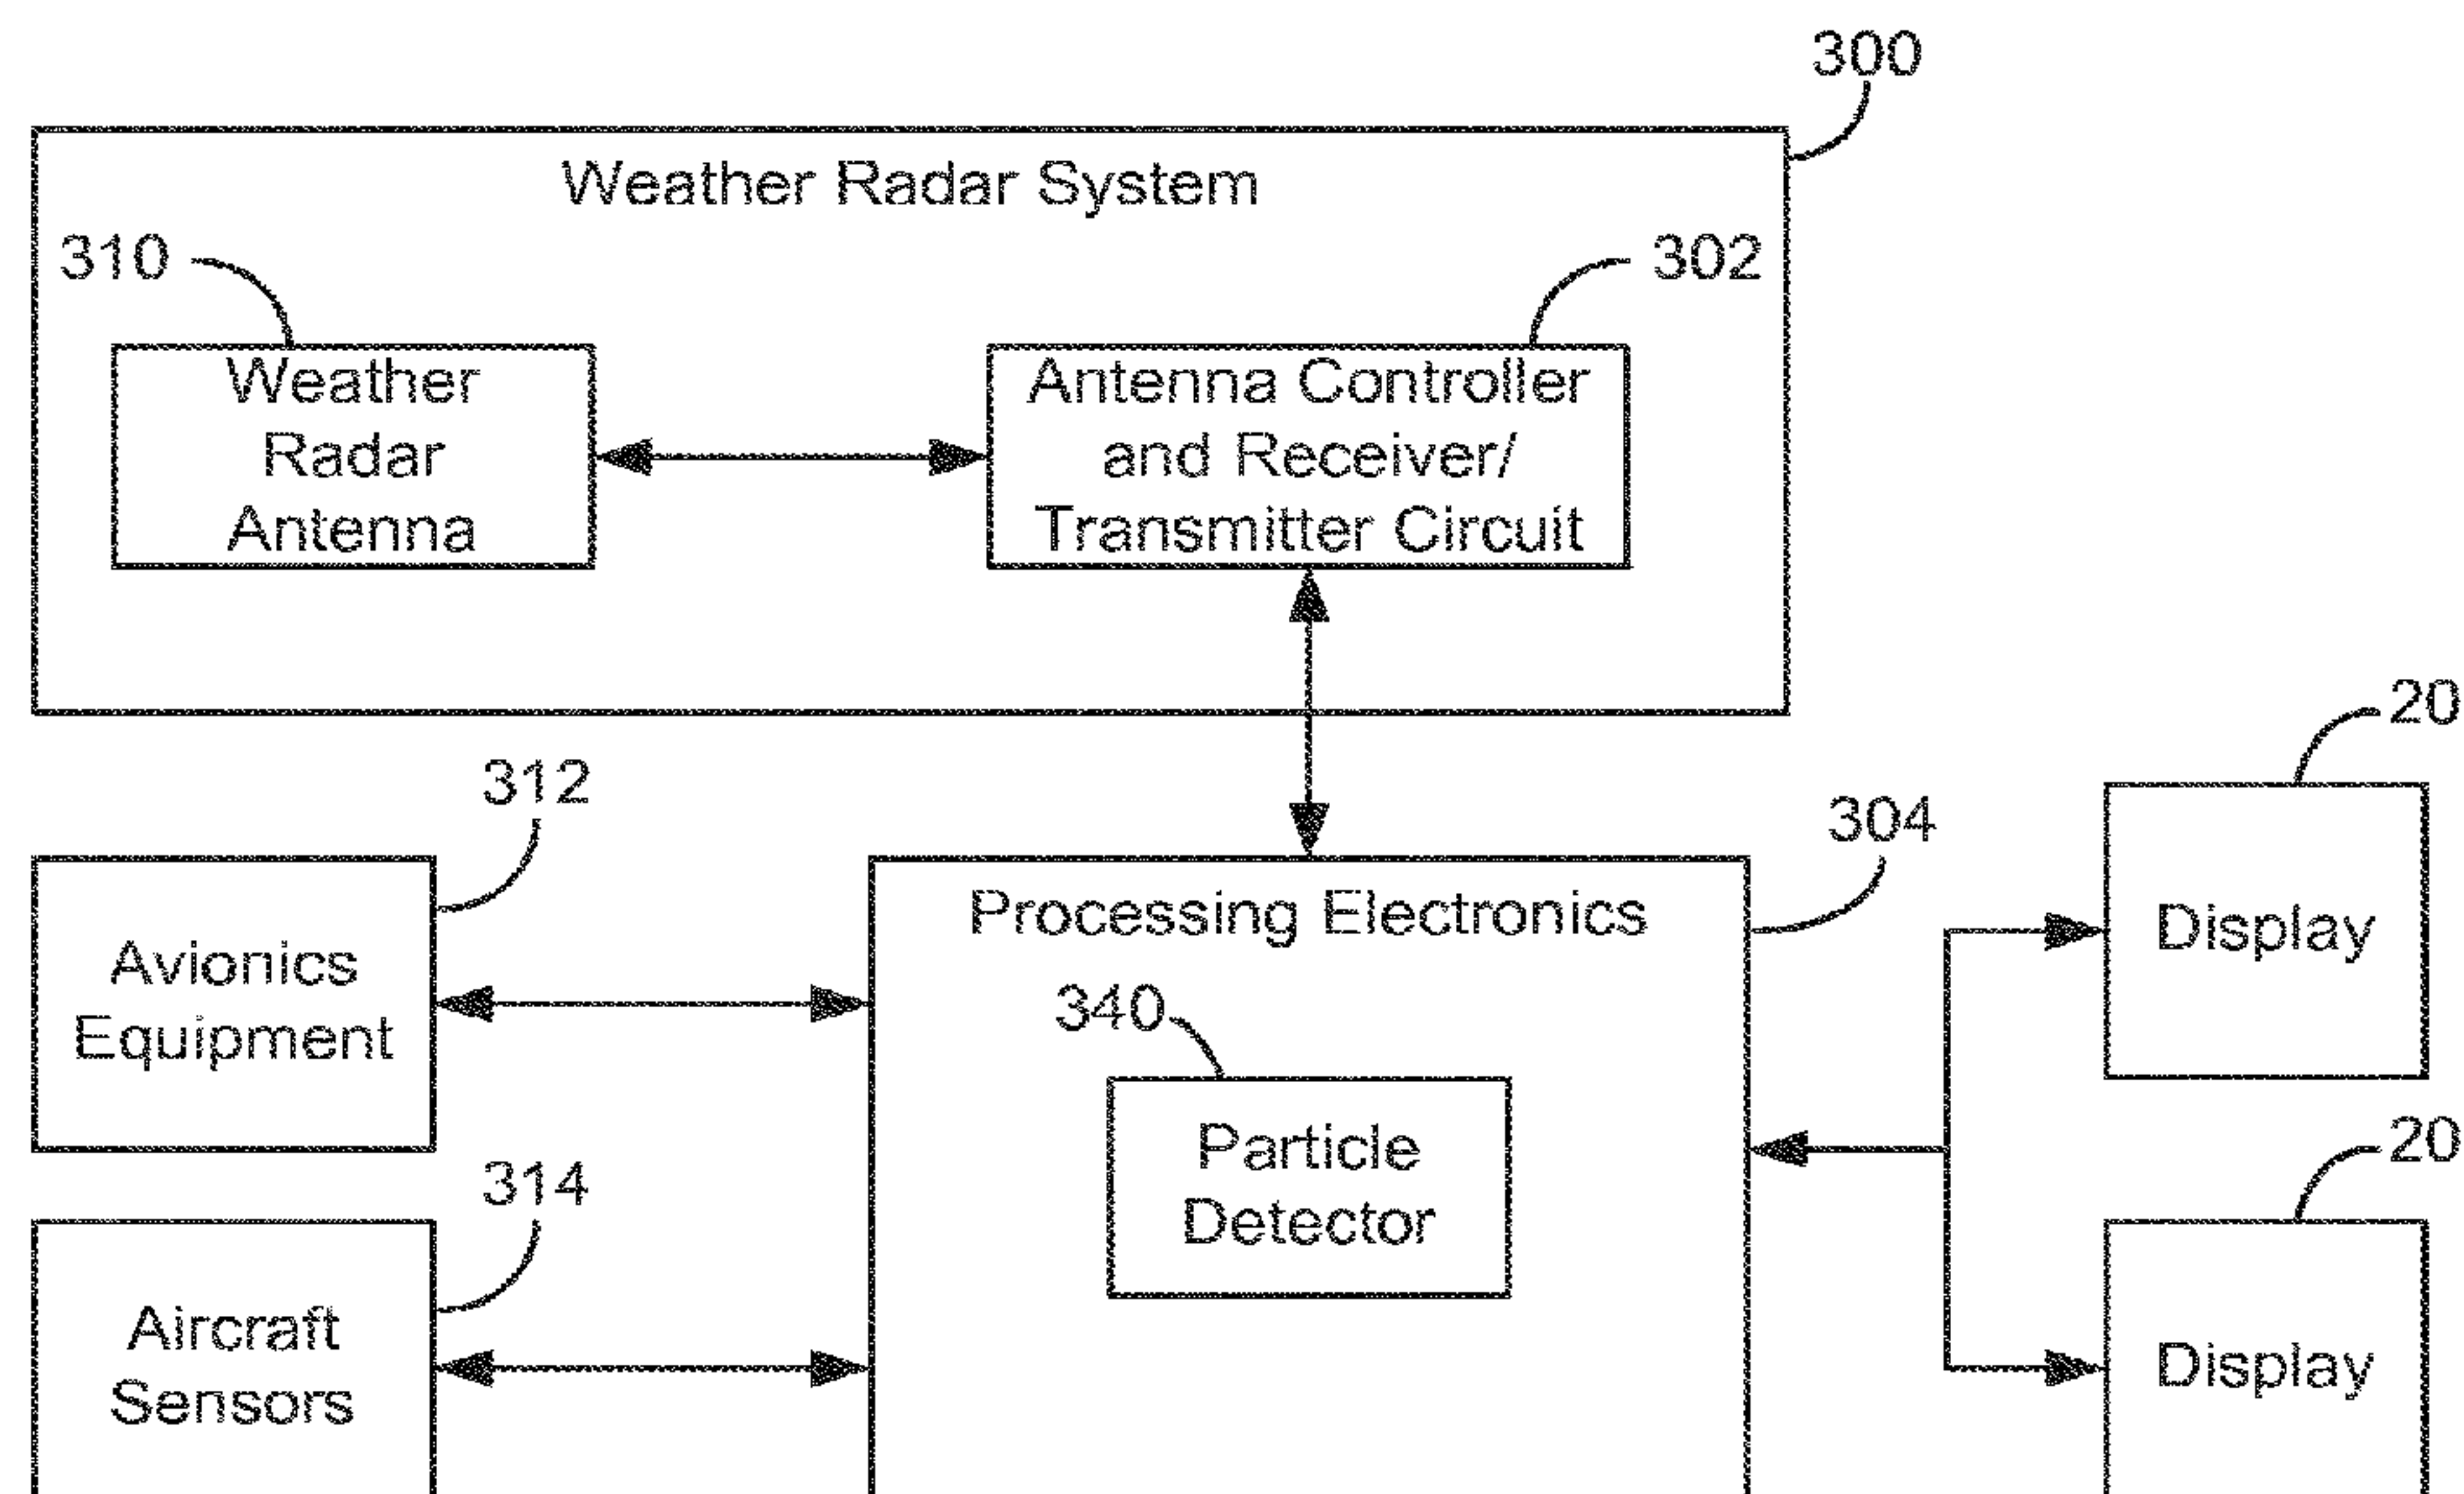 300
Weather Radar System
310
302
Weather
Radar
Antenna
Antenna Controller
and Receiver/
Transmitter Circuit
20
312
304
Avionics
Equipment
Processing Electronics
Display
340
Particle
Detector
20
314
Aircraft
Sensors
Display